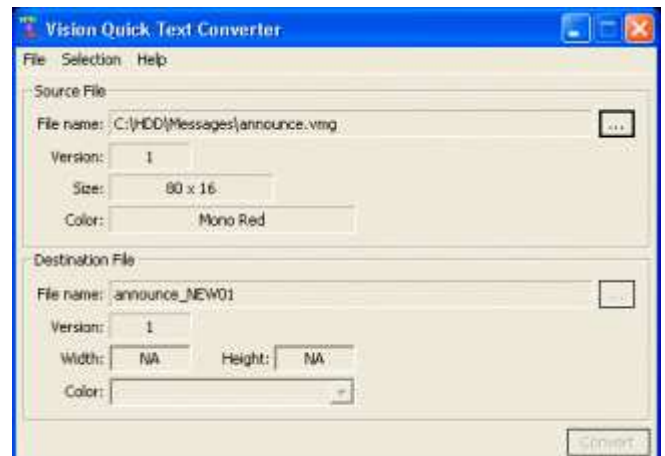 Vision Quick Text Converter
File Selection Help
Source File
File name: C:\HDD\Messages\announce.vmg ...
Version: 1
Size: 80 x 16
Color: Mono Red
Destination File
File name: announce_NEW01 ...
Version: 1
Width: NA Height: NA
Color:
Convert